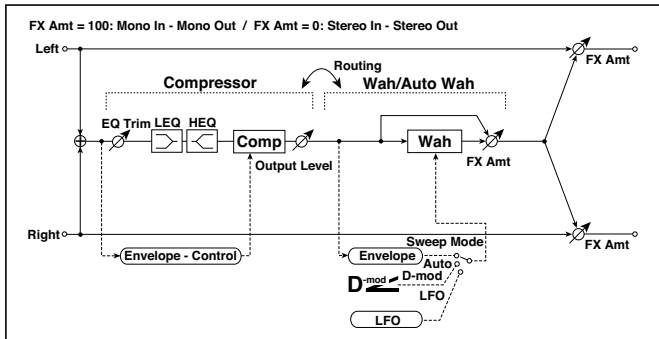 FX Amt = 100: Mono In - Mono Out / FX Amt = 0: Stereo In - Stereo Out
Left
FX Amt
Routing
Compressor
Wah/Auto Wah
EQ Trim
LEQ
HEQ
Comp
Output Level
Wah
FX Amt
Right
FX Amt
Envelope - Control
Envelope
Sweep Mode
Auto
D-mod
D-mod
LFO
LFO